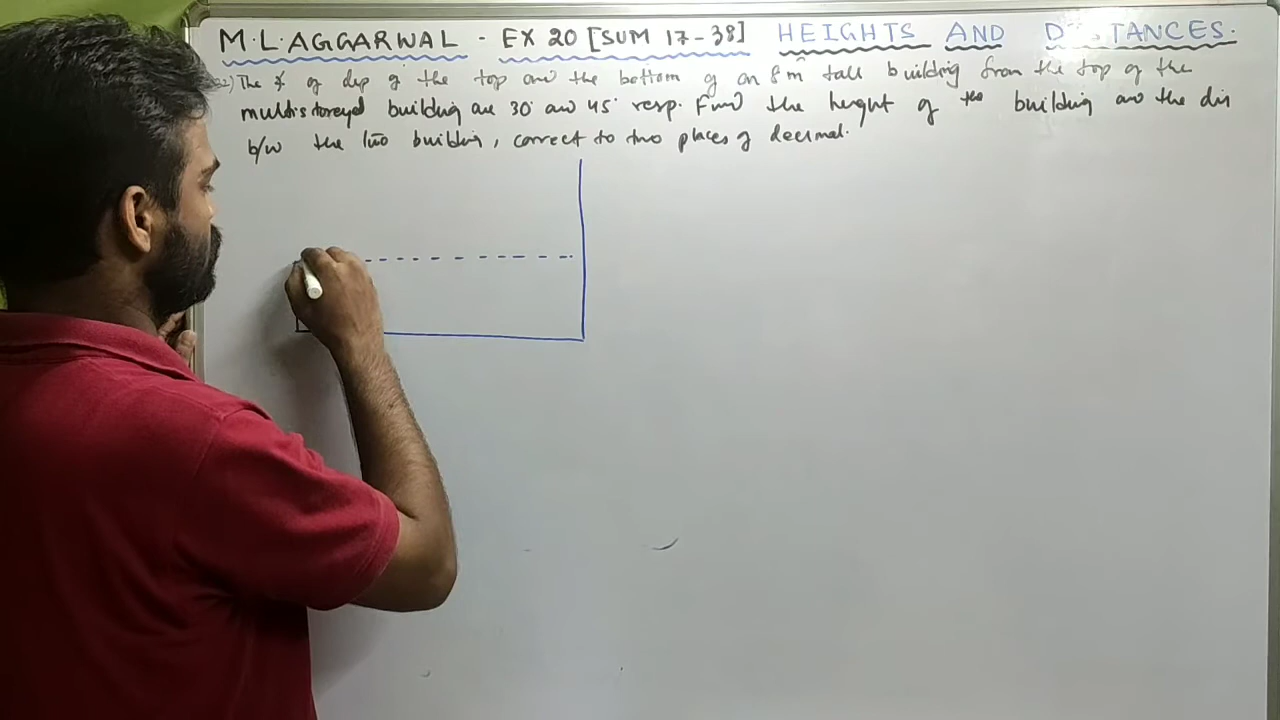 M.L.AGGARWAL - EX 20 [SUM 17-38] HEIGHTS AND DISTANCES.
The ∡ of dep of the top and the bottom of an 8 m tall building from the top of the
multistoreyed building are 30° and 45° resp. Find the height of the building and the dis
b/w the two building, correct to two places of decimal.